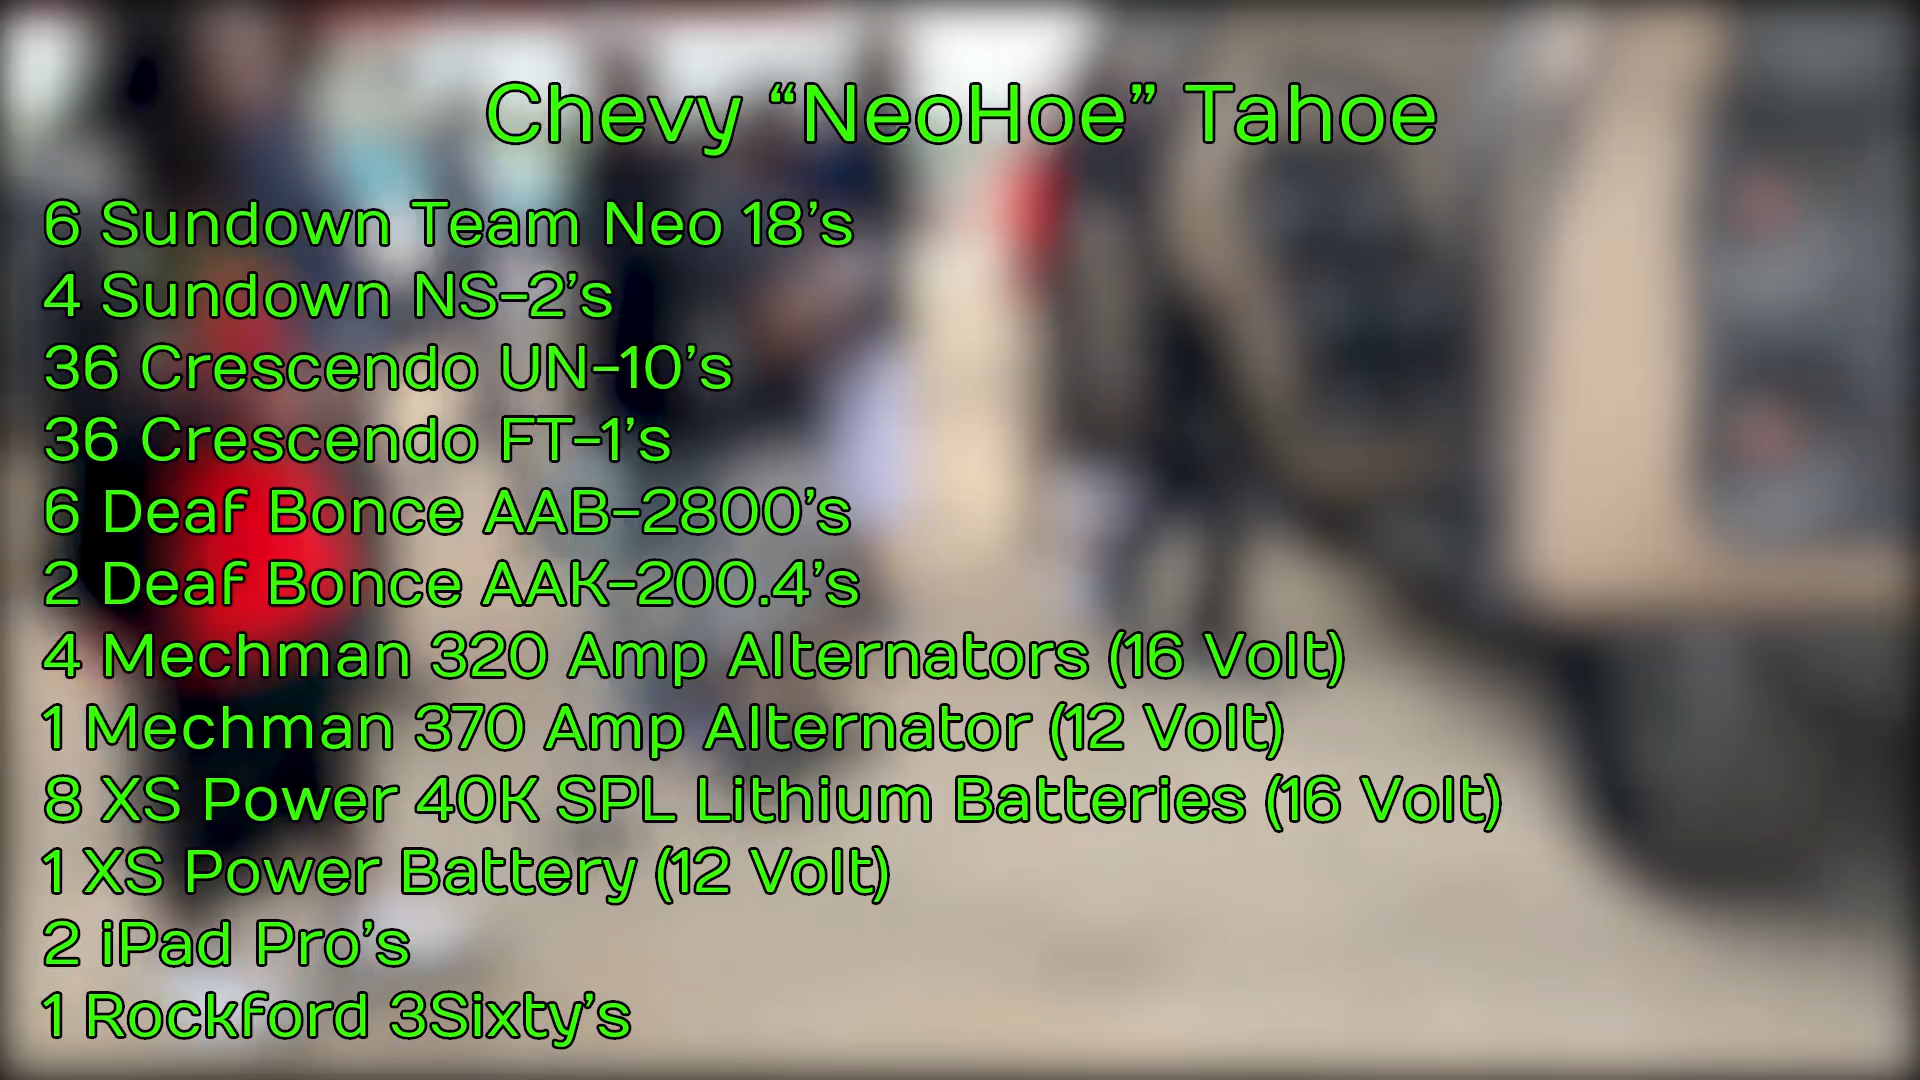 Chevy “NeoHoe” Tahoe
6 Sundown Team Neo 18’s
4 Sundown NS-2’s
36 Crescendo UN-10’s
36 Crescendo FT-1’s
6 Deaf Bonce AAB-2800’s
2 Deaf Bonce AAK-200.4’s
4 Mechman 320 Amp Alternators (16 Volt)
1 Mechman 370 Amp Alternator (12 Volt)
8 XS Power 40K SPL Lithium Batteries (16 Volt)
1 XS Power Battery (12 Volt)
2 iPad Pro’s
1 Rockford 3Sixty’s